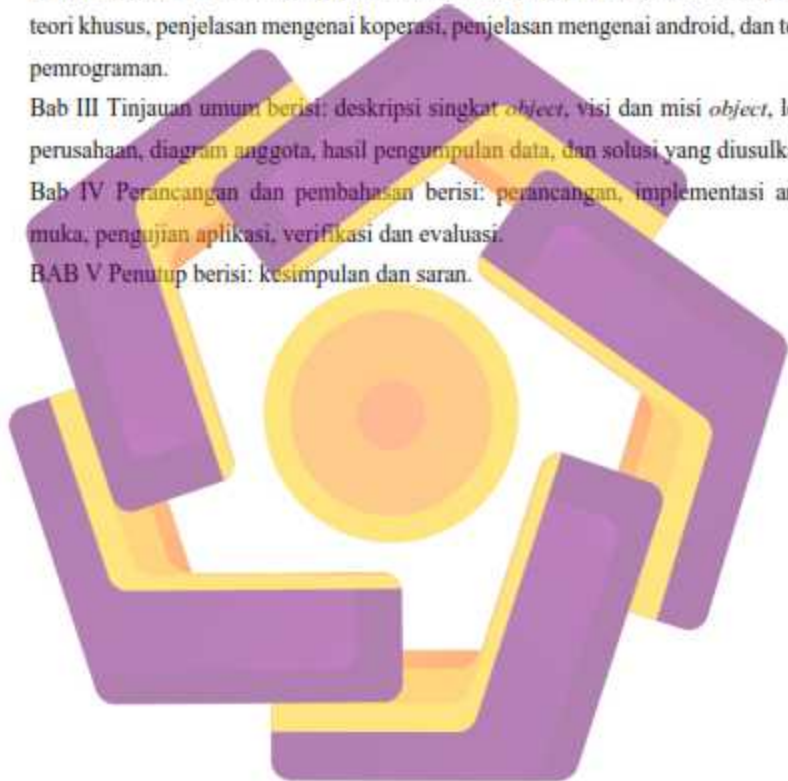 teori khusus, penjelasan mengenai koperasi, penjelasan mengenai android, dan
pemrograman.
Bab III Tinjauan umum berisi: deskripsi singkat object, visi dan misi object,
perusahaan, diagram anggota, hasil pengumpulan data, dan solusi yang
Bab IV Perancangan dan pembahasan berisi: perancangan, implementasi
muka, pengujian aplikasi, verifikasi dan evaluasi.
BAB V Penutup berisi: kesimpulan dan saran.